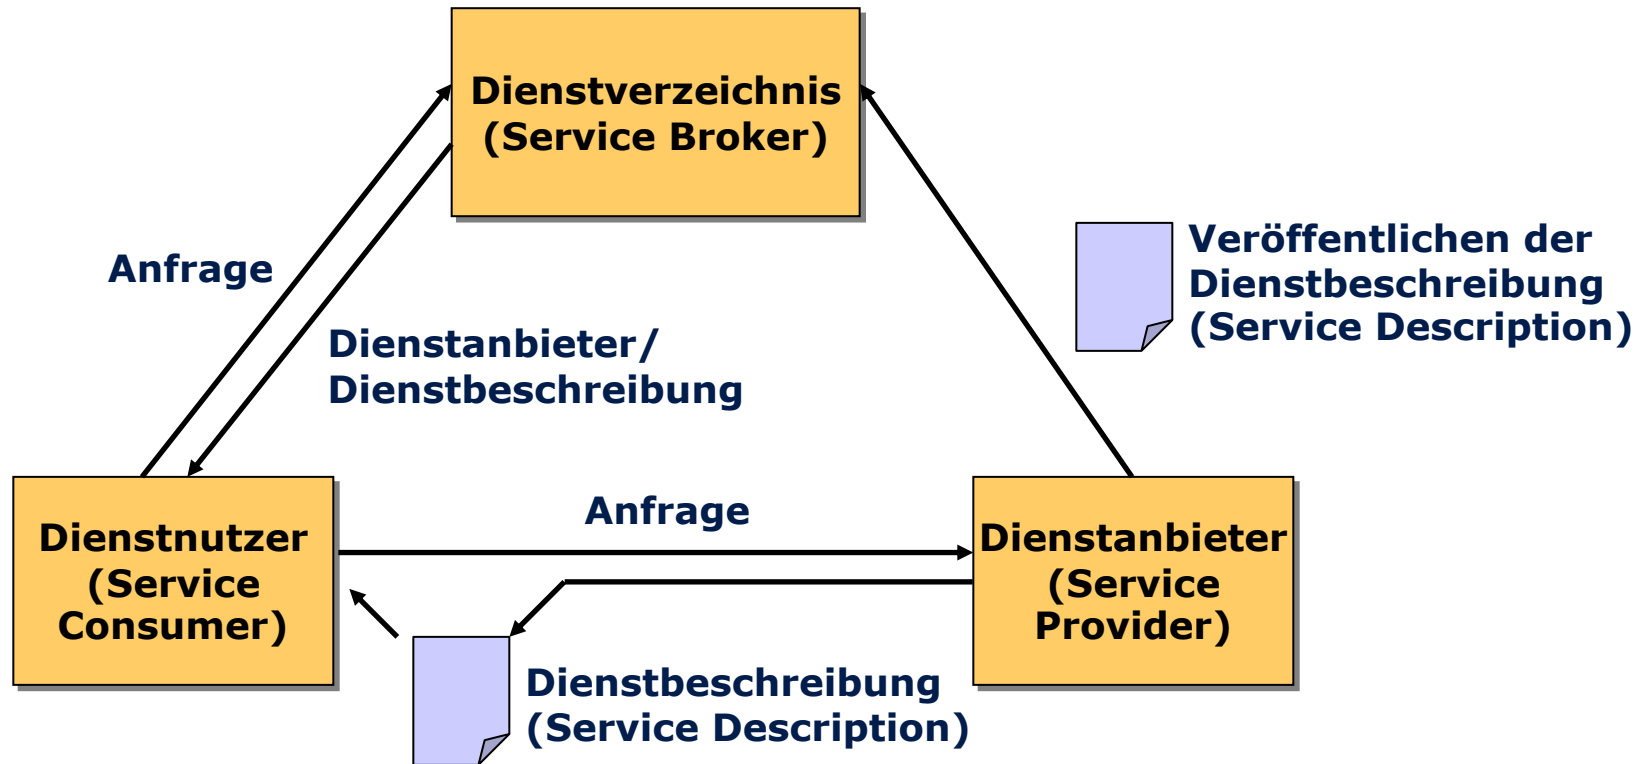 Dienstverzeichnis
(Service Broker)
Anfrage
Veröffentlichen der
Dienstbeschreibung
(Service Description)
Dienstanbieter/
Dienstbeschreibung
Dienstnutzer
(Service
Consumer)
Anfrage
Dienstanbieter
(Service
Provider)
Dienstbeschreibung
(Service Description)